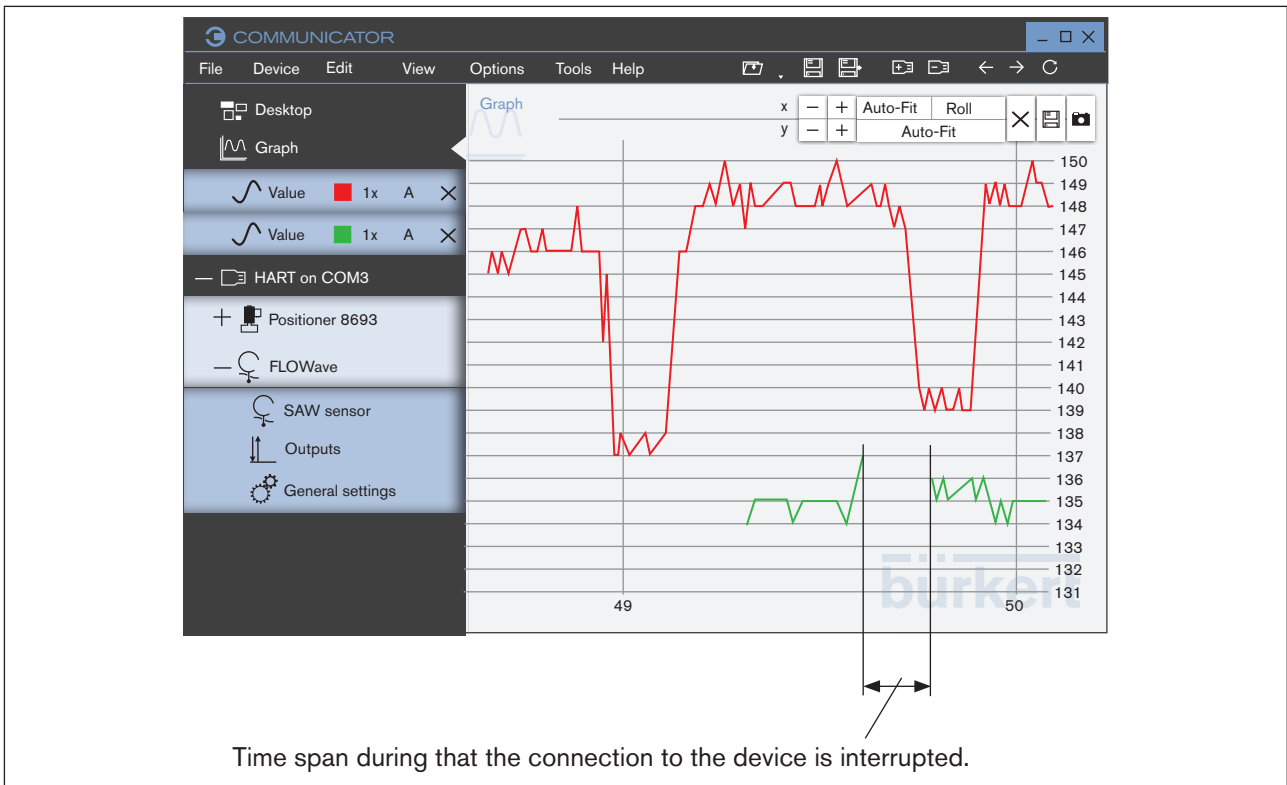 COMMUNICATOR
File Device Edit View Options Tools Help
Desktop
Graph
Value 1x A
Value 1x A
HART on COM3
Positioner 8693
FLOWave
SAW sensor
Outputs
General settings
Graph
x − + Auto-Fit Roll
y − + Auto-Fit
150
149
148
147
146
145
144
143
142
141
140
139
138
137
136
135
134
133
132
131
49 50
bürkert
Time span during that the connection to the device is interrupted.